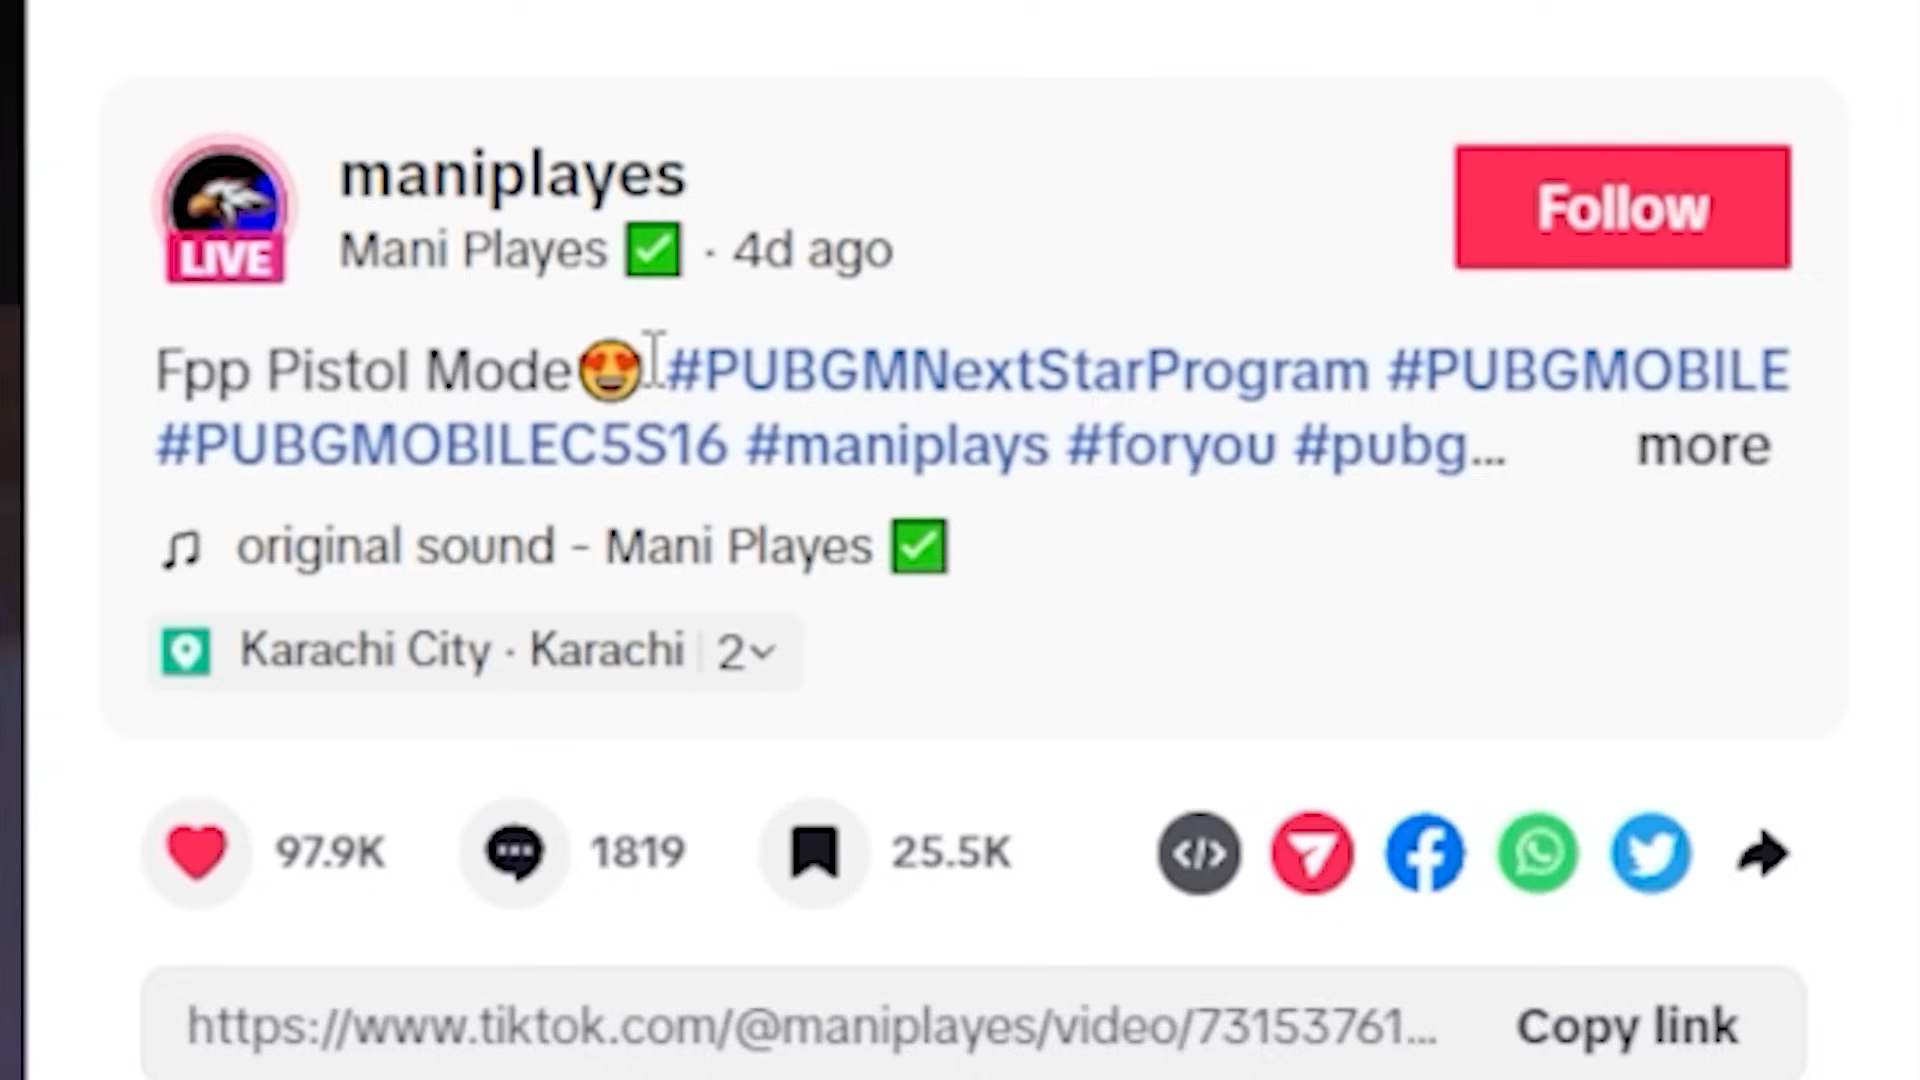 maniplayes
Mani Playes ✅ · 4d ago
LIVE
Follow
Fpp Pistol Mode😍 #PUBGMNextStarProgram #PUBGMOBILE
#PUBGMOBILEC5S16 #maniplays #foryou #pubg... more
original sound - Mani Playes ✅
Karachi City · Karachi 2
97.9K 1819 25.5K
https://www.tiktok.com/@maniplayes/video/73153761... Copy link